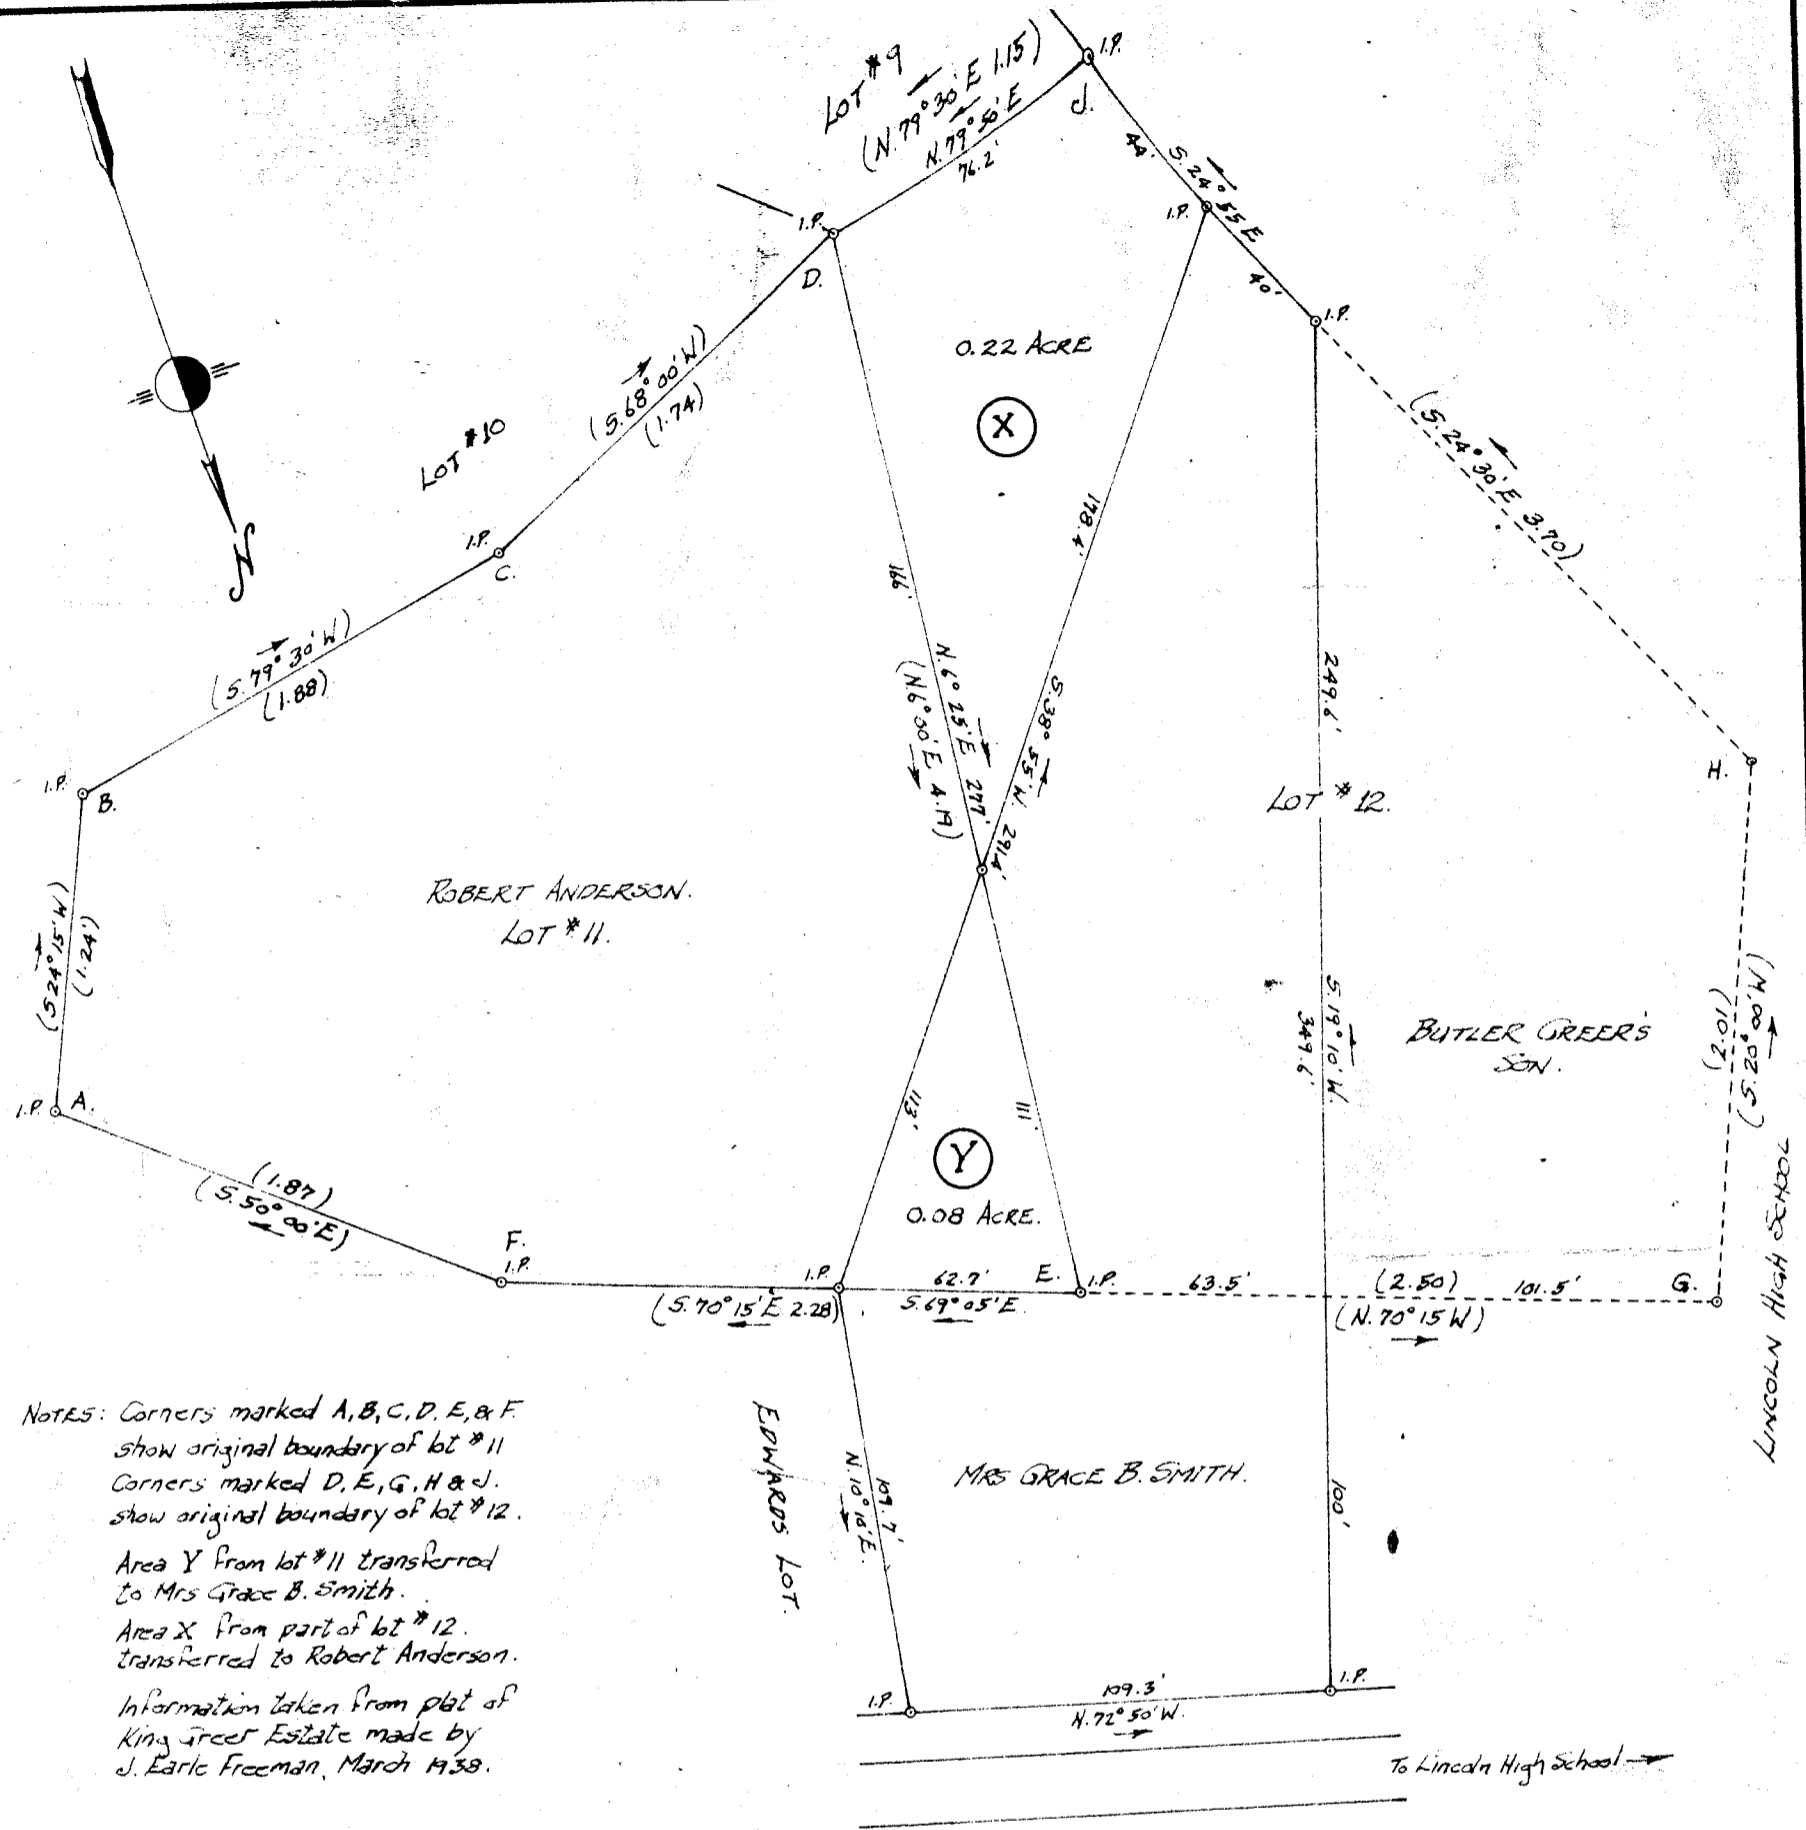 LOT #9
(N.79°30'E 1.15)
N.79°50'E
76.2'
I.P.
J.
44'
S.24°55'E
40'
I.P.
I.P.
I.P.
D.
(S.68°00'W)
(1.74)
LOT #10
0.22 ACRE
X
(S.24°30'E 3.70)
N
I.P.
C.
166'
178.4'
(S.79°30'W)
(1.88)
N.6°25'E 277'
(N.6°00'E 4.19)
S.38°55'W. 291.4'
249.6'
H.
I.P.
B.
LOT #12.
ROBERT ANDERSON.
LOT #11.
(S24°15'W)
(1.24)
S.19°10'W.
349.6'
BUTLER GREER'S
SON.
(2.01)
(S.20°00'W)
LINCOLN HIGH SCHOOL
I.P.
A.
113'
111'
Y
0.08 ACRE.
(1.87)
(S.50°00'E)
F.
I.P.
I.P.
62.7'
E.
I.P.
63.5'
(2.50)
101.5'
G.
(S.70°15'E 2.28)
S.69°05'E.
(N.70°15'W)
EDWARDS LOT.
109.7'
N.10°16'E.
MRS GRACE B. SMITH.
100'
I.P.
109.3'
N.72°50'W.
I.P.
To Lincoln High School
NOTES: Corners marked A,B,C,D,E,& F.
show original boundary of lot #11
Corners marked D,E,G,H & J.
show original boundary of lot #12.
Area Y from lot #11 transferred
to Mrs Grace B. Smith.
Area X from part of lot #12.
transferred to Robert Anderson.
Information taken from plat of
King Greer Estate made by
J. Earle Freeman, March 1938.